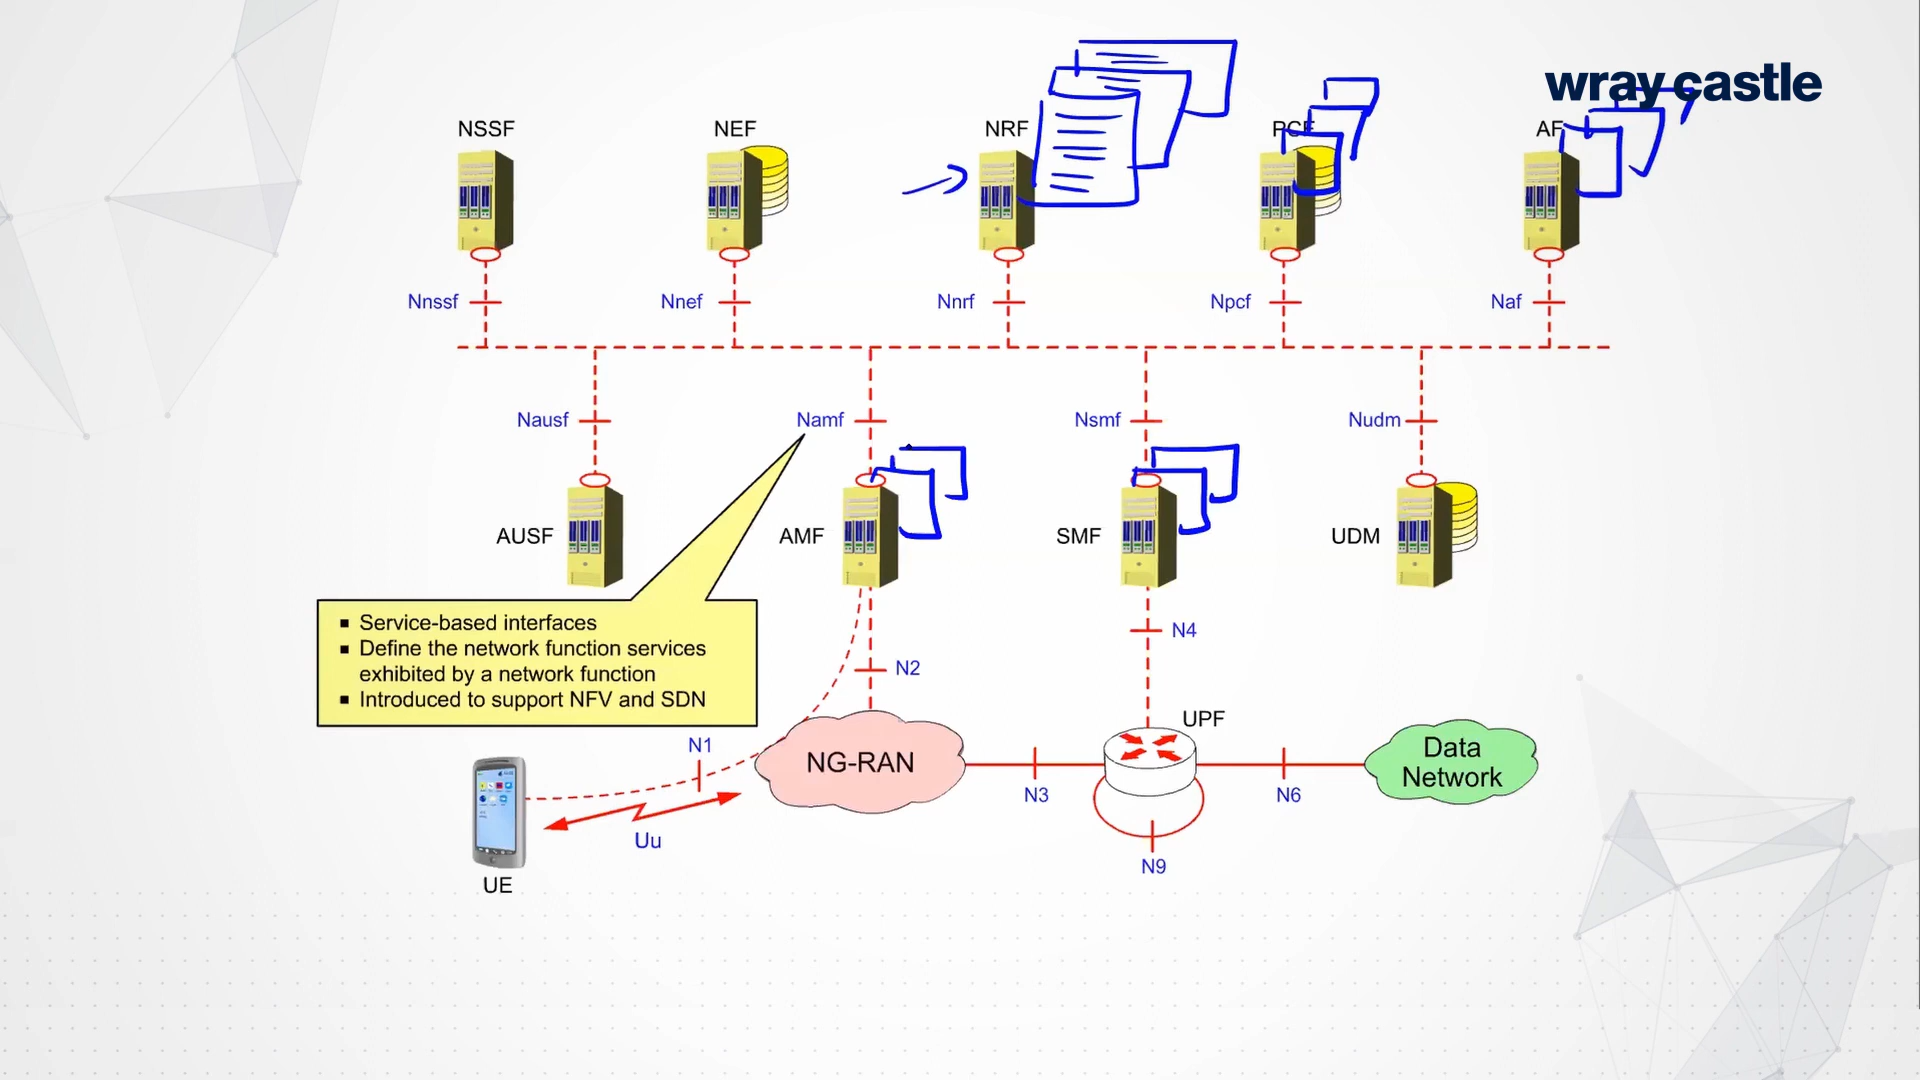 wray castle
NSSF
NEF
NRF
PCF
AF
Nnssf
Nnef
Nnrf
Npcf
Naf
Nausf
Namf
Nsmf
Nudm
AUSF
AMF
SMF
UDM
▪ Service-based interfaces
▪ Define the network function services
exhibited by a network function
▪ Introduced to support NFV and SDN
N2
N4
N1
NG-RAN
UPF
Data
Network
N3
N6
Uu
N9
UE